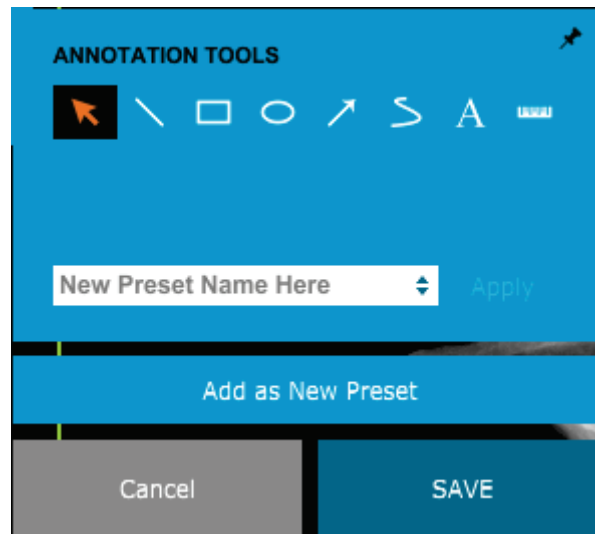 ANNOTATION TOOLS
A
New Preset Name Here
Apply
Add as New Preset
Cancel
SAVE